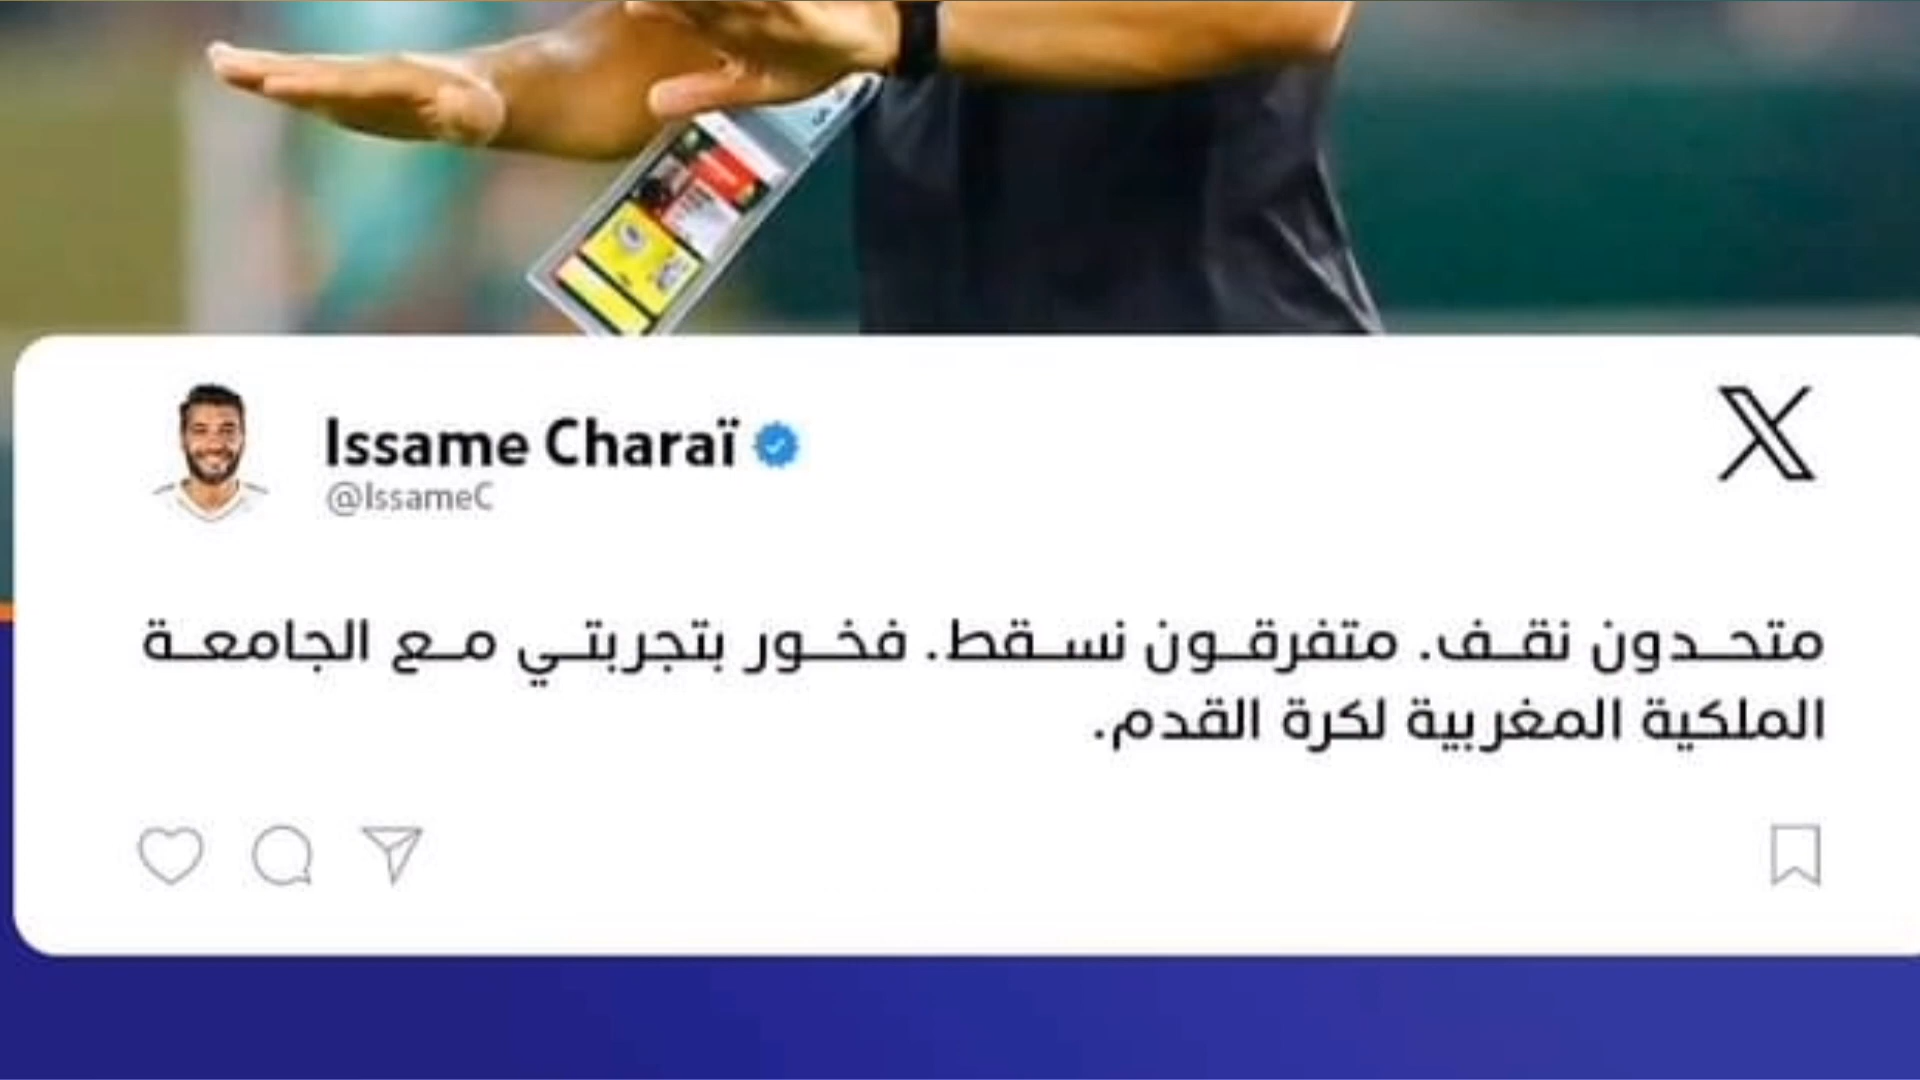 Issame Charaï
@IssameC
متحدون نقف. متفرقون نسقط. فخور بتجربتي مع الجامعة
الملكية المغربية لكرة القدم.